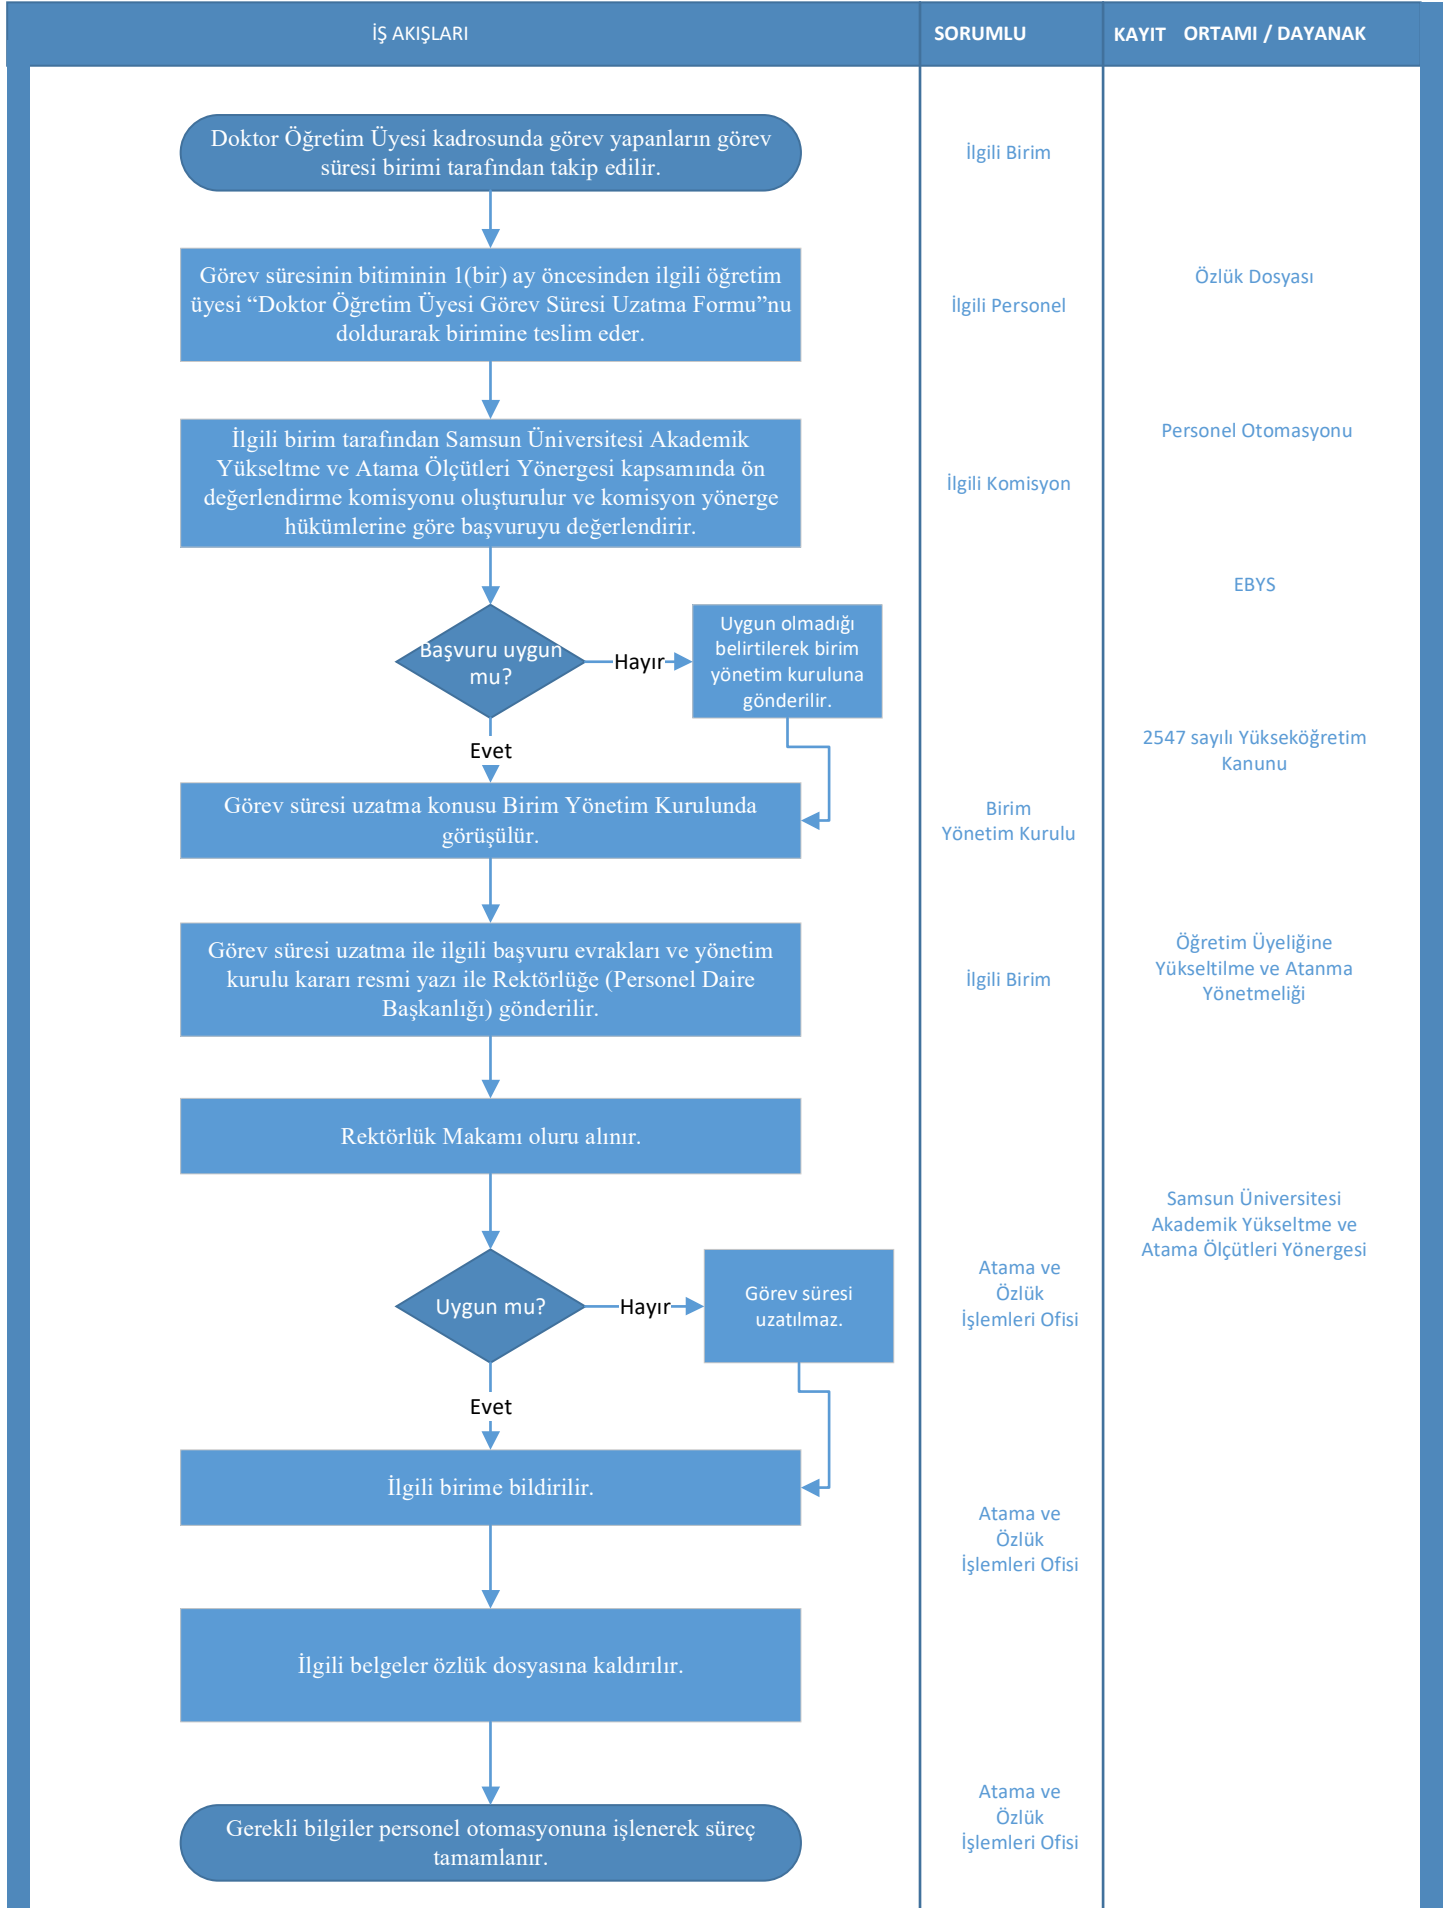 İŞ AKIŞLARI
SORUMLU
KAYIT ORTAMI / DAYANAK
Doktor Öğretim Üyesi kadrosunda görev yapanların görev
süresi birimi tarafından takip edilir.
İlgili Birim
Görev süresinin bitiminin 1(bir) ay öncesinden ilgili öğretim
üyesi “Doktor Öğretim Üyesi Görev Süresi Uzatma Formu”nu
doldurarak birimine teslim eder.
İlgili Personel
Özlük Dosyası
İlgili birim tarafından Samsun Üniversitesi Akademik
Yükseltme ve Atama Ölçütleri Yönergesi kapsamında ön
değerlendirme komisyonu oluşturulur ve komisyon yönerge
hükümlerine göre başvuruyu değerlendirir.
İlgili Komisyon
Personel Otomasyonu
EBYS
Başvuru uygun
mu?
Hayır
Uygun olmadığı
belirtilerek birim
yönetim kuruluna
gönderilir.
Evet
2547 sayılı Yükseköğretim
Kanunu
Görev süresi uzatma konusu Birim Yönetim Kurulunda
görüşülür.
Birim
Yönetim Kurulu
Görev süresi uzatma ile ilgili başvuru evrakları ve yönetim
kurulu kararı resmi yazı ile Rektörlüğe (Personel Daire
Başkanlığı) gönderilir.
İlgili Birim
Öğretim Üyeliğine
Yükseltilme ve Atanma
Yönetmeliği
Rektörlük Makamı oluru alınır.
Samsun Üniversitesi
Akademik Yükseltme ve
Atama Ölçütleri Yönergesi
Uygun mu?
Hayır
Görev süresi
uzatılmaz.
Atama ve
Özlük
İşlemleri Ofisi
Evet
İlgili birime bildirilir.
Atama ve
Özlük
İşlemleri Ofisi
İlgili belgeler özlük dosyasına kaldırılır.
Gerekli bilgiler personel otomasyonuna işlenerek süreç
tamamlanır.
Atama ve
Özlük
İşlemleri Ofisi